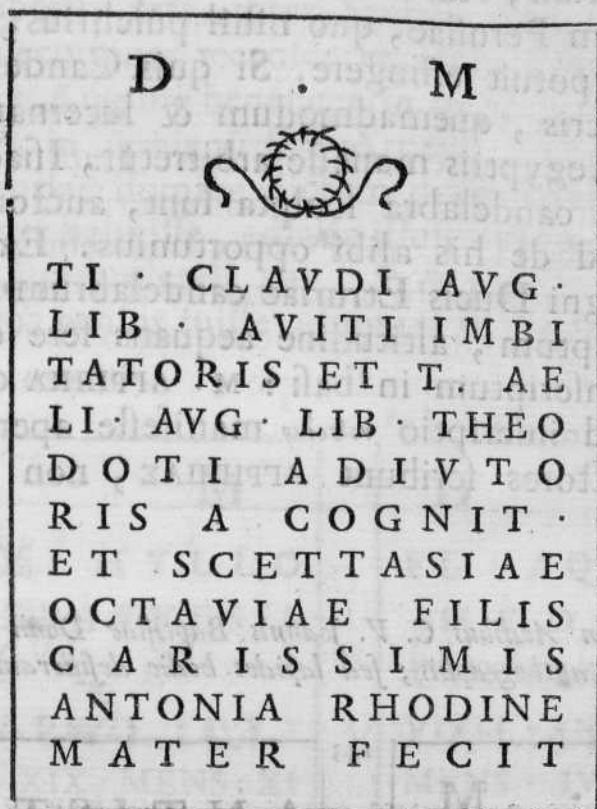 D · M
TI · CLAVDI AVG ·
LIB · AVITI IMBI
TATORIS ET T. AE
LI · AVG · LIB · THEO
DOTI ADIVTO
RIS A COGNIT ·
ET SCETTASIAE
OCTAVIAE FILIS
CARISSIMIS
ANTONIA RHODINE
MATER FECIT